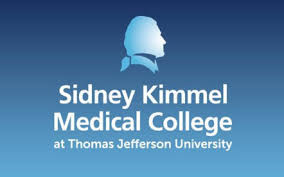 Sidney Kimmel
Medical College
at Thomas Jefferson University